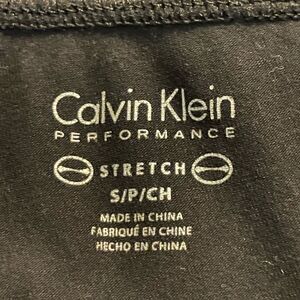 Calvin Klein
PERFORMANCE
STRETCH
S/P/CH
MADE IN CHINA
FABRIQUÉ EN CHINE
HECHO EN CHINA